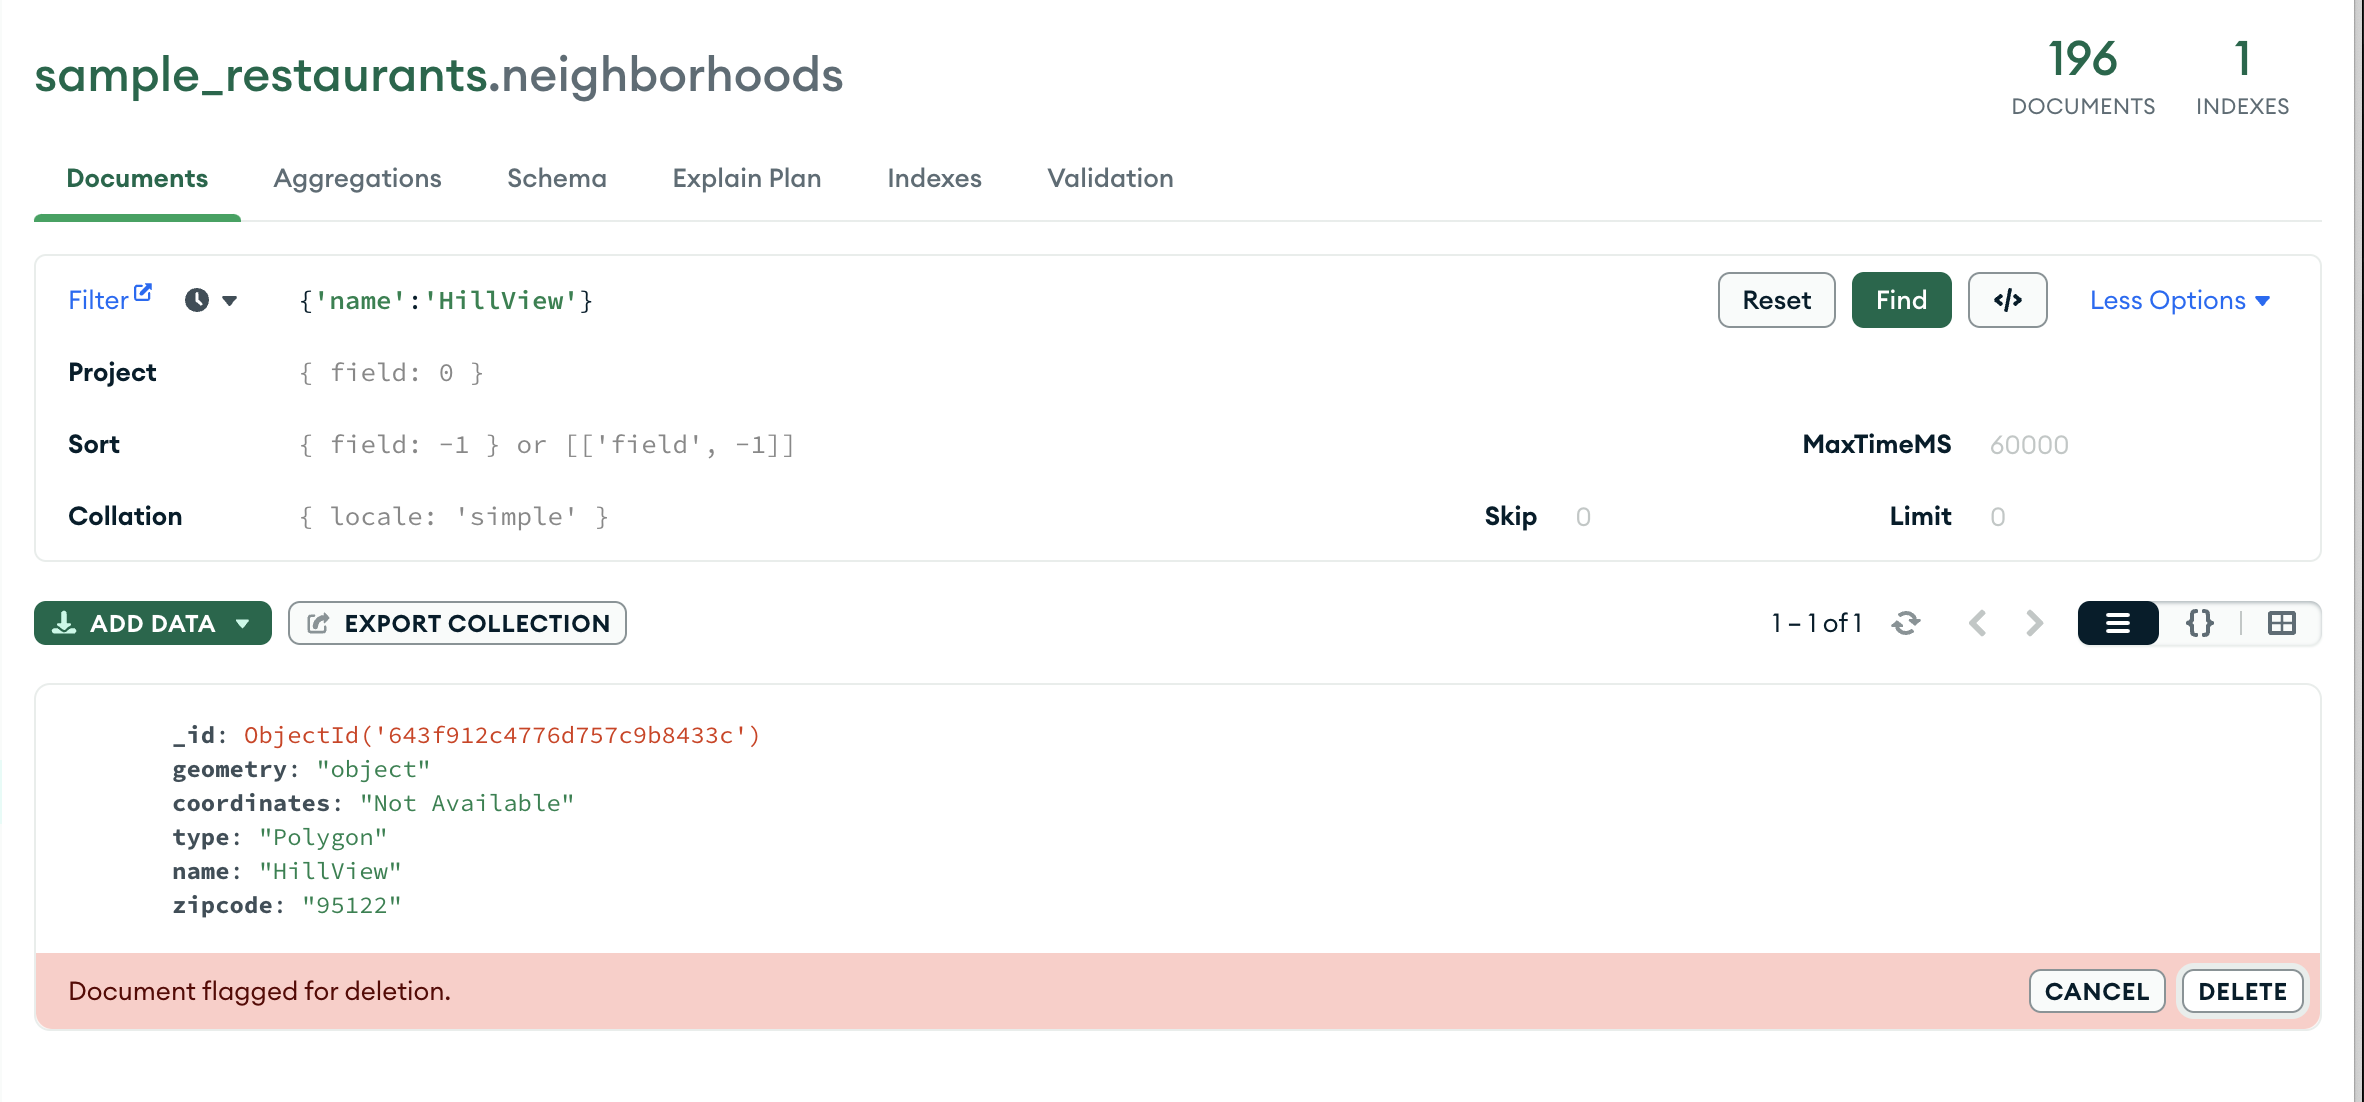 sample_restaurants.neighborhoods
196 1
DOCUMENTS INDEXES
Documents Aggregations Schema Explain Plan Indexes Validation
Filter {'name':'HillView'} Reset Find </> Less Options
Project { field: 0 }
Sort { field: -1 } or [['field', -1]] MaxTimeMS 60000
Collation { locale: 'simple' } Skip 0 Limit 0
ADD DATA EXPORT COLLECTION 1 – 1 of 1 {}
_id: ObjectId('643f912c4776d757c9b8433c')
geometry: "object"
coordinates: "Not Available"
type: "Polygon"
name: "HillView"
zipcode: "95122"
Document flagged for deletion. CANCEL DELETE